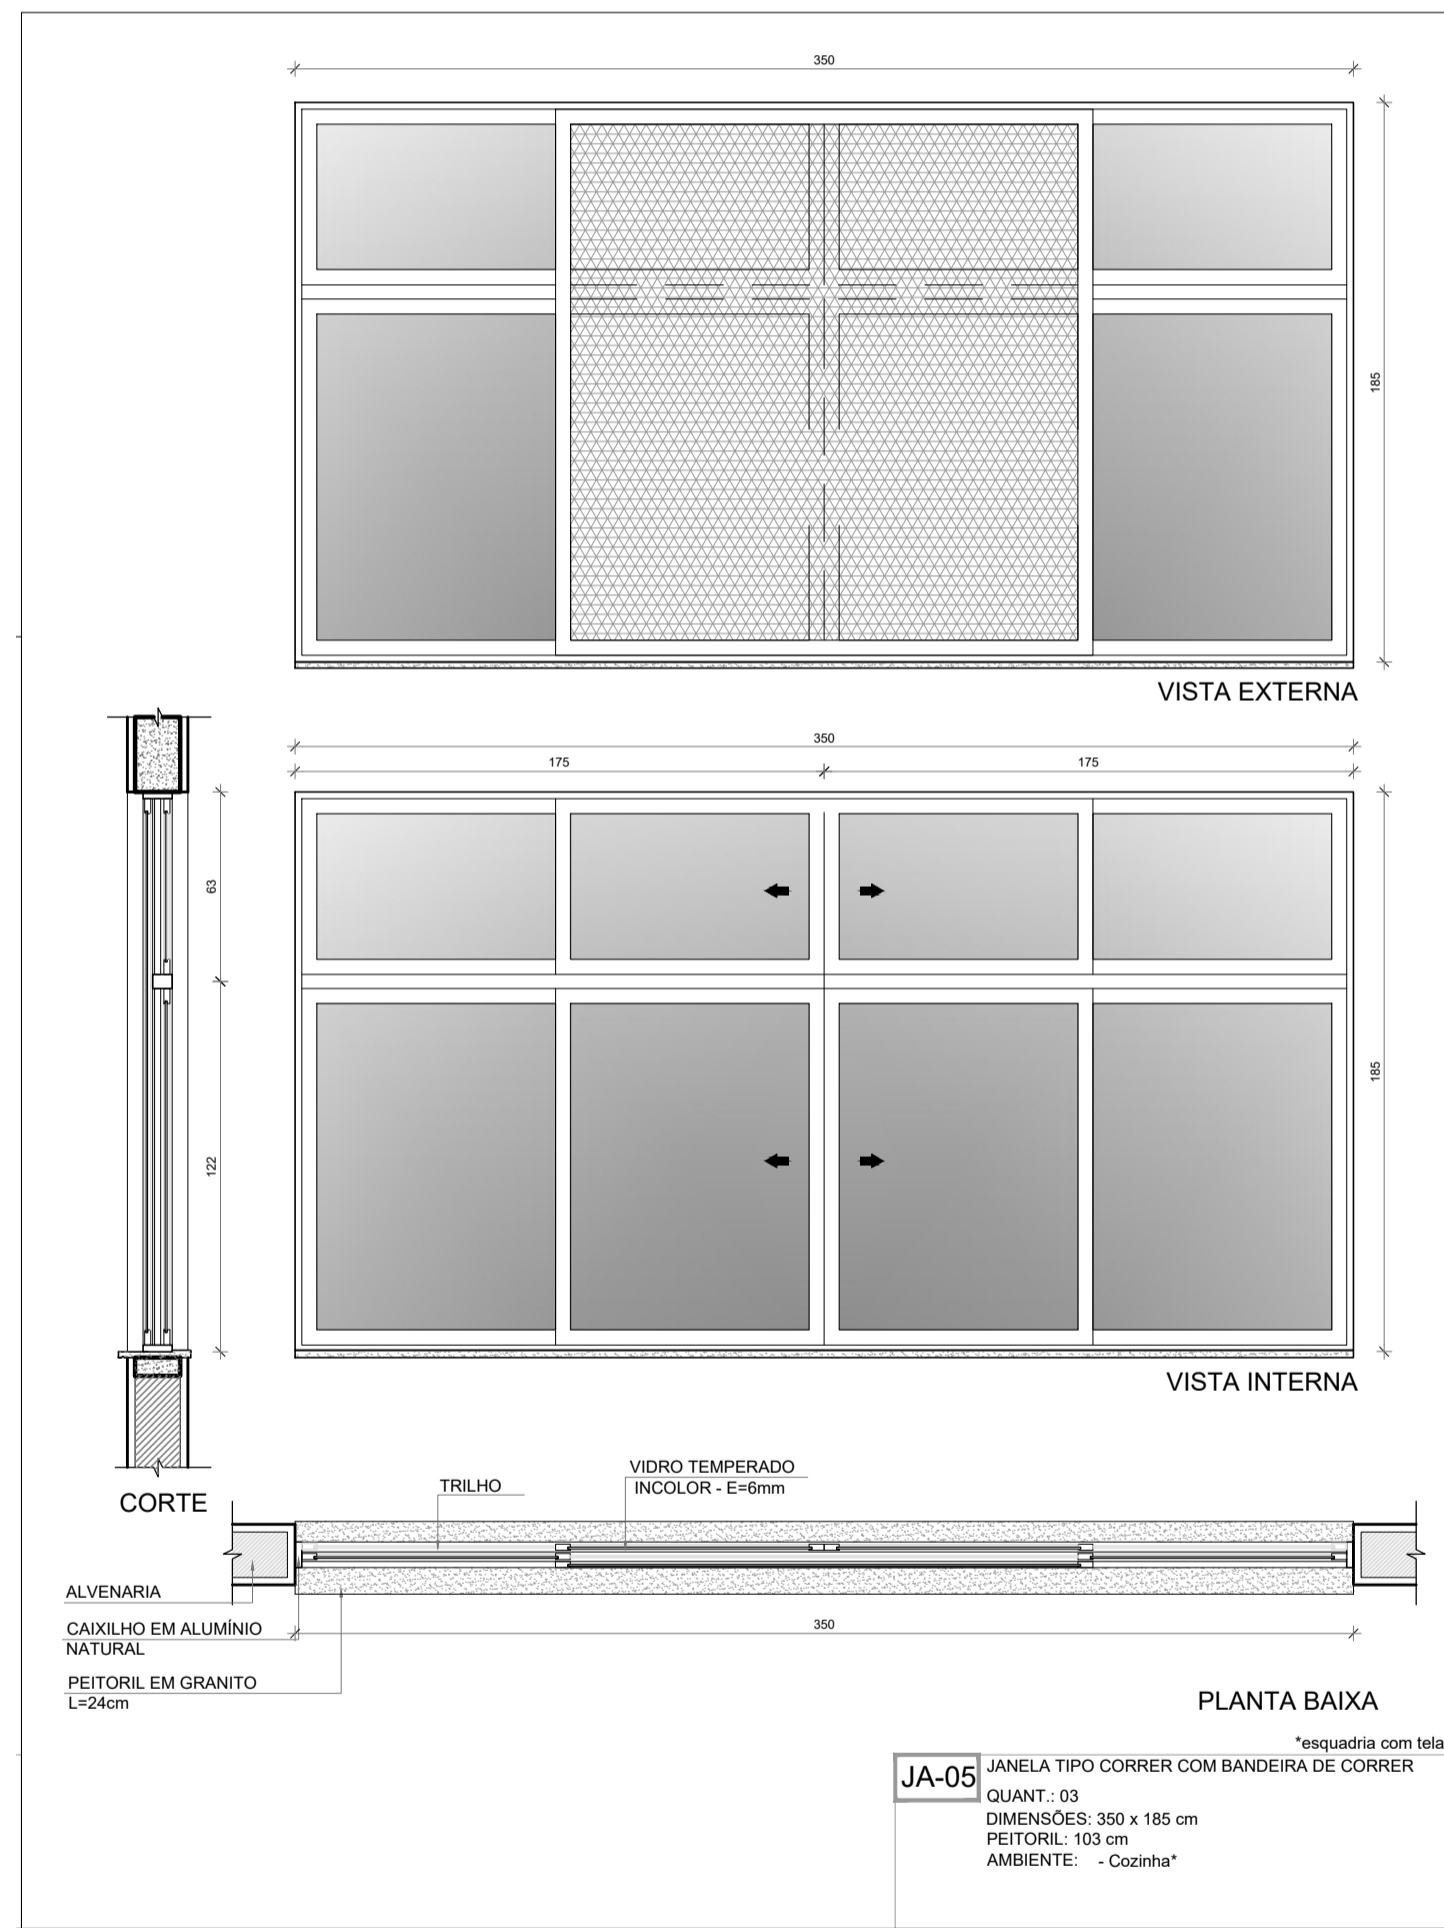 350
185
VISTA EXTERNA
350
175
175
63
122
185
VISTA INTERNA
CORTE
TRILHO
VIDRO TEMPERADO
INCOLOR - E=6mm
ALVENARIA
CAIXILHO EM ALUMÍNIO
NATURAL
PEITORIL EM GRANITO
L=24cm
350
PLANTA BAIXA
*esquadria com tela
JA-05
JANELA TIPO CORRER COM BANDEIRA DE CORRER
QUANT.: 03
DIMENSÕES: 350 x 185 cm
PEITORIL: 103 cm
AMBIENTE: - Cozinha*